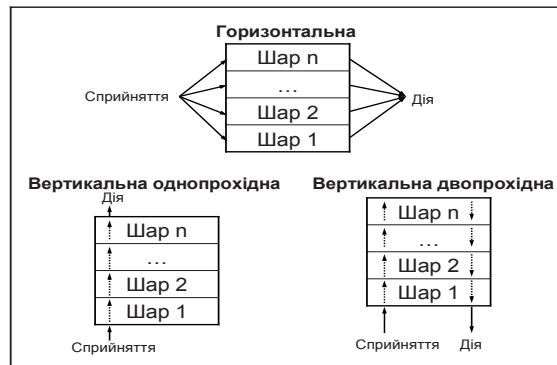 Горизонтальна
Шар n
...
Шар 2
Шар 1
Сприйняття
Дія
Вертикальна однопрохідна
Дія
Шар n
...
Шар 2
Шар 1
Сприйняття
Вертикальна двопрохідна
Шар n
...
Шар 2
Шар 1
Сприйняття
Дія